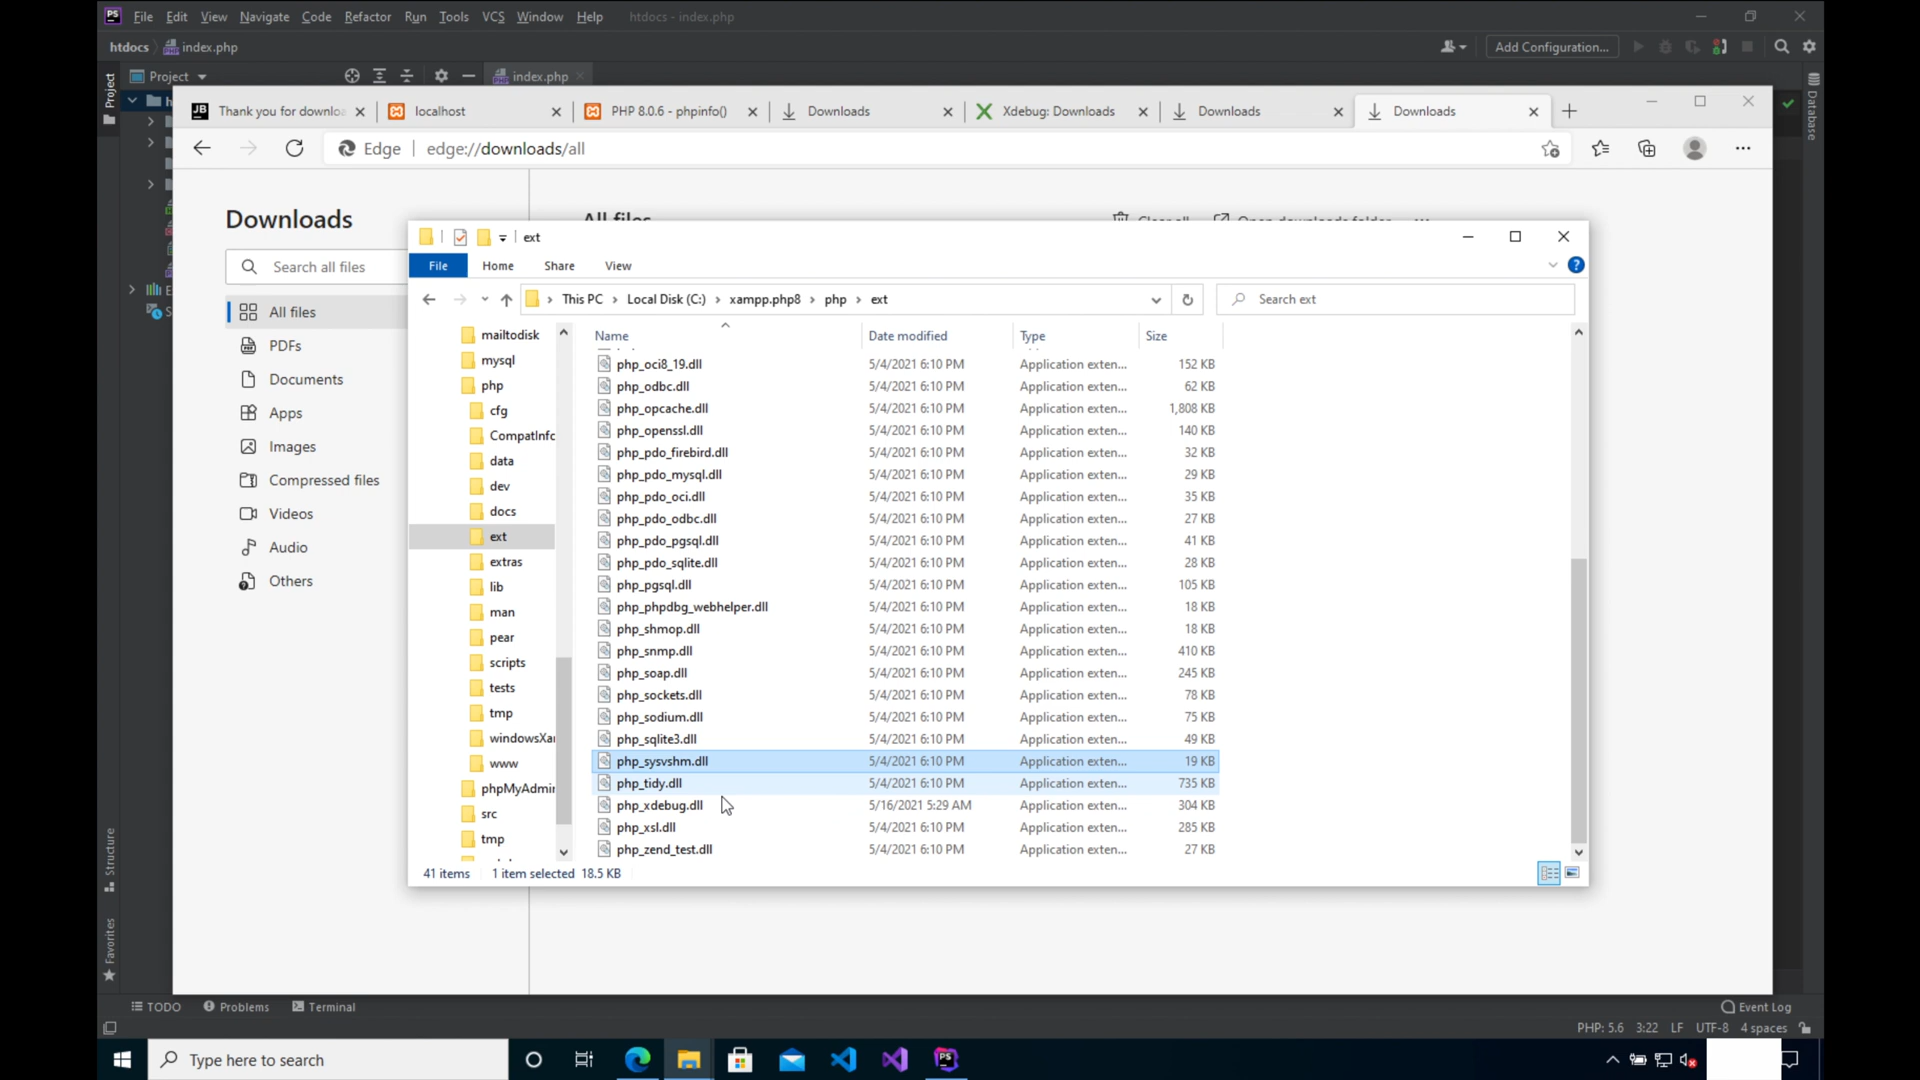 PS File Edit View Navigate Code Refactor Run Tools VCS Window Help htdocs - index.php
htdocs index.php Add Configuration...
Project
Project index.php
Database
JB Thank you for downloa localhost PHP 8.0.6 - phpinfo() Downloads Xdebug: Downloads Downloads Downloads
Edge edge://downloads/all
Downloads
All files Clear all Open downloads folder
Search all files
All files
PDFs
Documents
Apps
Images
Compressed files
Videos
Audio
Others
ext
File Home Share View
This PC Local Disk (C:) xampp.php8 php ext Search ext
mailtodisk
mysql
php
cfg
CompatInfo
data
dev
docs
ext
extras
lib
man
pear
scripts
tests
tmp
windowsXa
www
phpMyAdmi
src
tmp
Name Date modified Type Size
php_oci8_19.dll 5/4/2021 6:10 PM Application exten... 152 KB
php_odbc.dll 5/4/2021 6:10 PM Application exten... 62 KB
php_opcache.dll 5/4/2021 6:10 PM Application exten... 1,808 KB
php_openssl.dll 5/4/2021 6:10 PM Application exten... 140 KB
php_pdo_firebird.dll 5/4/2021 6:10 PM Application exten... 32 KB
php_pdo_mysql.dll 5/4/2021 6:10 PM Application exten... 29 KB
php_pdo_oci.dll 5/4/2021 6:10 PM Application exten... 35 KB
php_pdo_odbc.dll 5/4/2021 6:10 PM Application exten... 27 KB
php_pdo_pgsql.dll 5/4/2021 6:10 PM Application exten... 41 KB
php_pdo_sqlite.dll 5/4/2021 6:10 PM Application exten... 28 KB
php_pgsql.dll 5/4/2021 6:10 PM Application exten... 105 KB
php_phpdbg_webhelper.dll 5/4/2021 6:10 PM Application exten... 18 KB
php_shmop.dll 5/4/2021 6:10 PM Application exten... 18 KB
php_snmp.dll 5/4/2021 6:10 PM Application exten... 410 KB
php_soap.dll 5/4/2021 6:10 PM Application exten... 245 KB
php_sockets.dll 5/4/2021 6:10 PM Application exten... 78 KB
php_sodium.dll 5/4/2021 6:10 PM Application exten... 75 KB
php_sqlite3.dll 5/4/2021 6:10 PM Application exten... 49 KB
php_sysvshm.dll 5/4/2021 6:10 PM Application exten... 19 KB
php_tidy.dll 5/4/2021 6:10 PM Application exten... 735 KB
php_xdebug.dll 5/16/2021 5:29 AM Application exten... 304 KB
php_xsl.dll 5/4/2021 6:10 PM Application exten... 285 KB
php_zend_test.dll 5/4/2021 6:10 PM Application exten... 27 KB
41 items 1 item selected 18.5 KB
Structure
Favorites
TODO Problems Terminal Event Log
PHP: 5.6 3:22 LF UTF-8 4 spaces
Type here to search PS